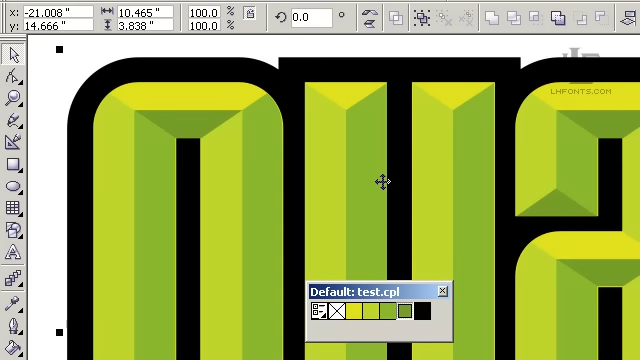 x: -21.008 " 10.465 " 100.0 % 0.0 °
y: 14.666 " 3.838 " 100.0 %
LHFONTS.COM
Default: test.cpl